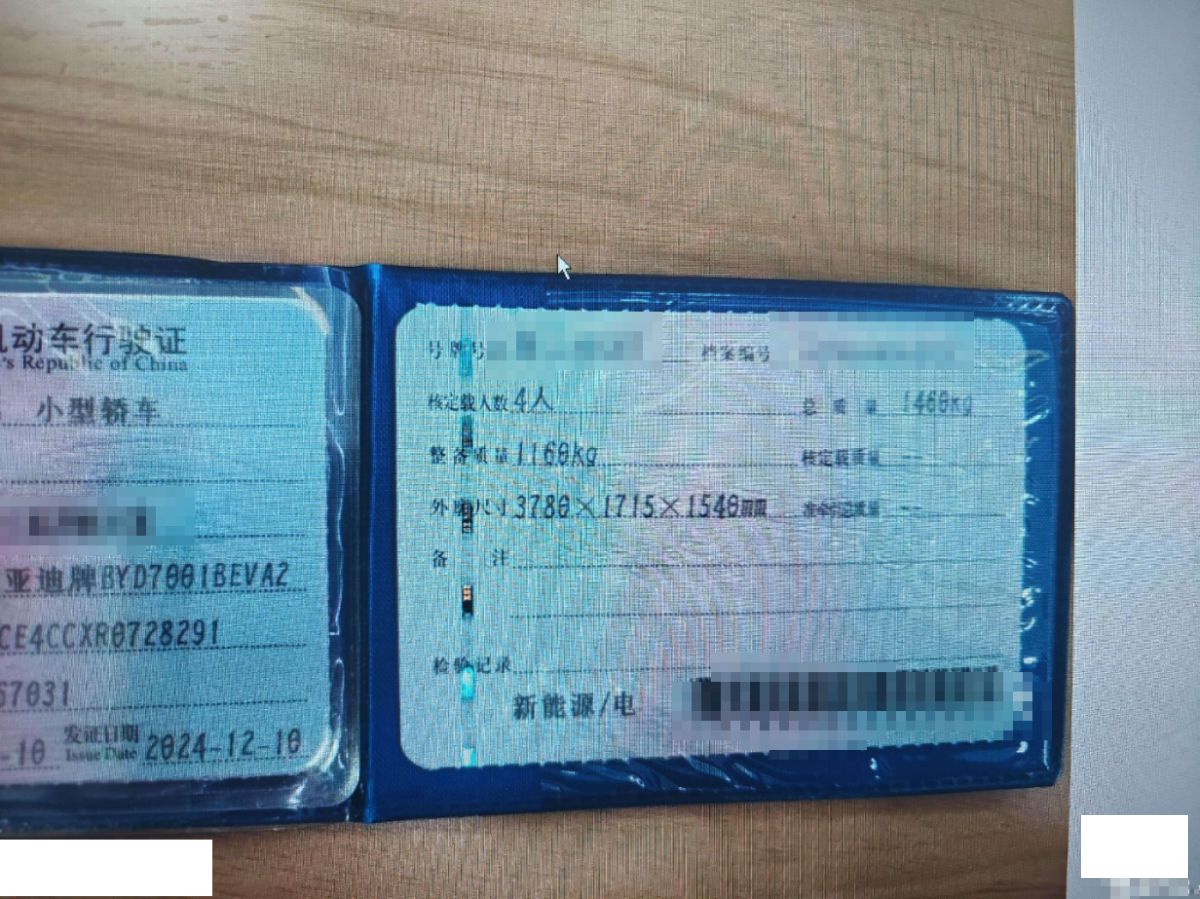 动车行驶证
's Republic of China
小型轿车
亚迪牌BYD7001BEVA2
CE4CCXR0728291
67031
-10 发证日期 Issue Date 2024-12-10
号牌号
档案编号
核定载人数 4人 总质量 1460kg
整备质量 1160kg 核定载质量 --
外廓尺寸 3780×1715×1540mm 准牵引总质量 --
备注
检验记录
新能源/电